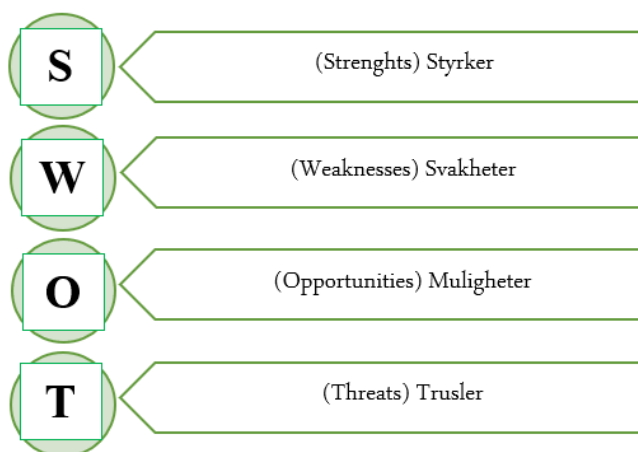 S
(Strenghts) Styrker
W
(Weaknesses) Svakheter
O
(Opportunities) Muligheter
T
(Threats) Trusler